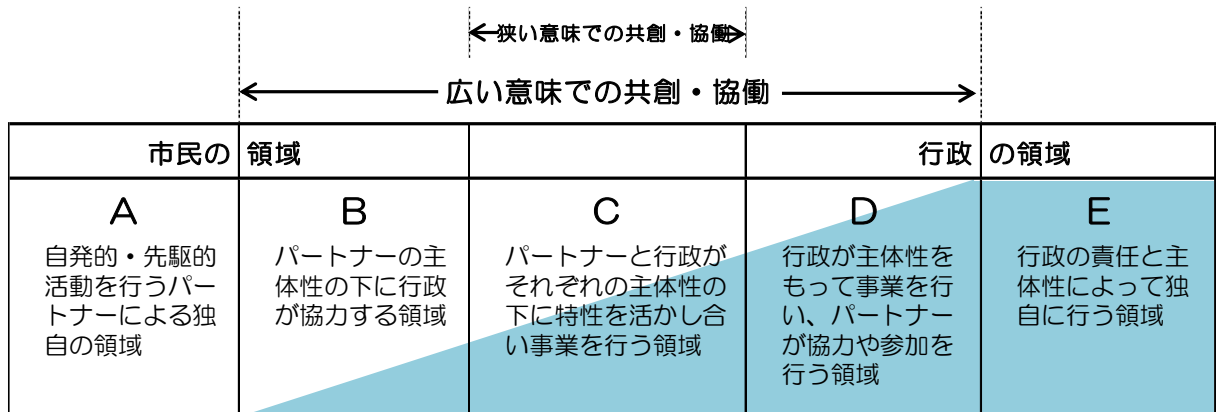 狭い意味での共創・協働
広い意味での共創・協働
市民の領域
行政の領域
A
自発的・先駆的
活動を行うパー
トナーによる独
自の領域
B
パートナーの主
体性の下に行政
が協力する領域
C
パートナーと行政が
それぞれの主体性の
下に特性を活かし合
い事業を行う領域
D
行政が主体性を
もって事業を行
い、パートナー
が協力や参加を
行う領域
E
行政の責任と主
体性によって独
自に行う領域